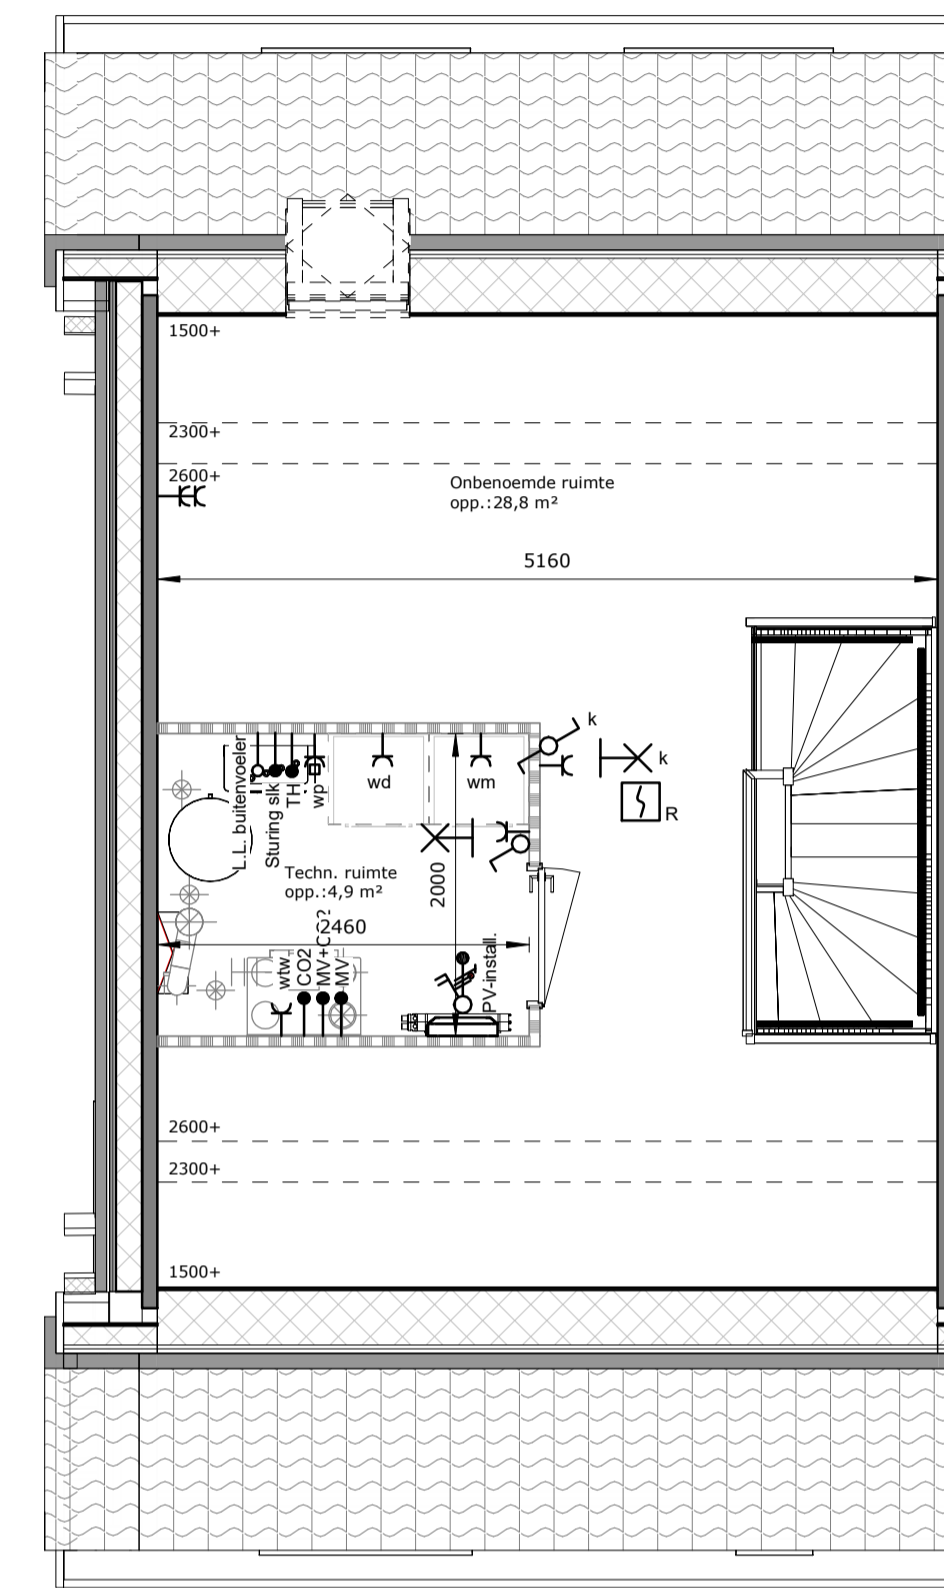 1500+
2300+
2600+
Onbenoemde ruimte
opp.:28,8 m²
5160
k
k
R
L.L. buitenvoeler
Sturing slk
TH
wp
wd
wm
Techn. ruimte
opp.:4,9 m²
2000
2460
wtw
CO2
MV+CO2
MV
PV-install.
2600+
2300+
1500+